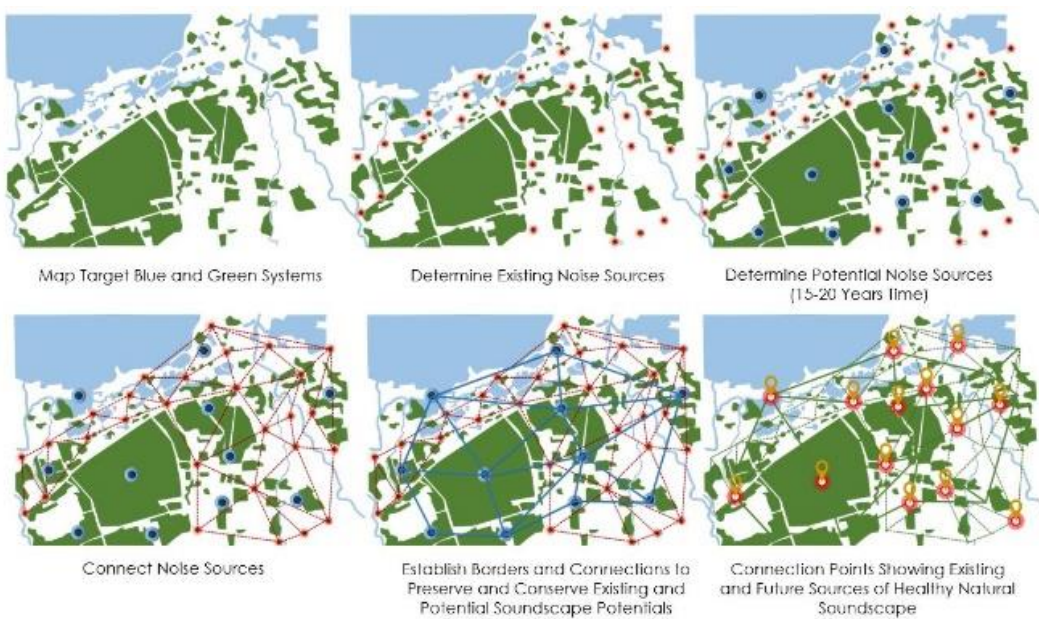 Map Target Blue and Green Systems
Determine Existing Noise Sources
Determine Potential Noise Sources
(15-20 Years Time)
Connect Noise Sources
Establish Borders and Connections to
Preserve and Conserve Existing and
Potential Soundscape Potentials
Connection Points Showing Existing
and Future Sources of Healthy Natural
Soundscape